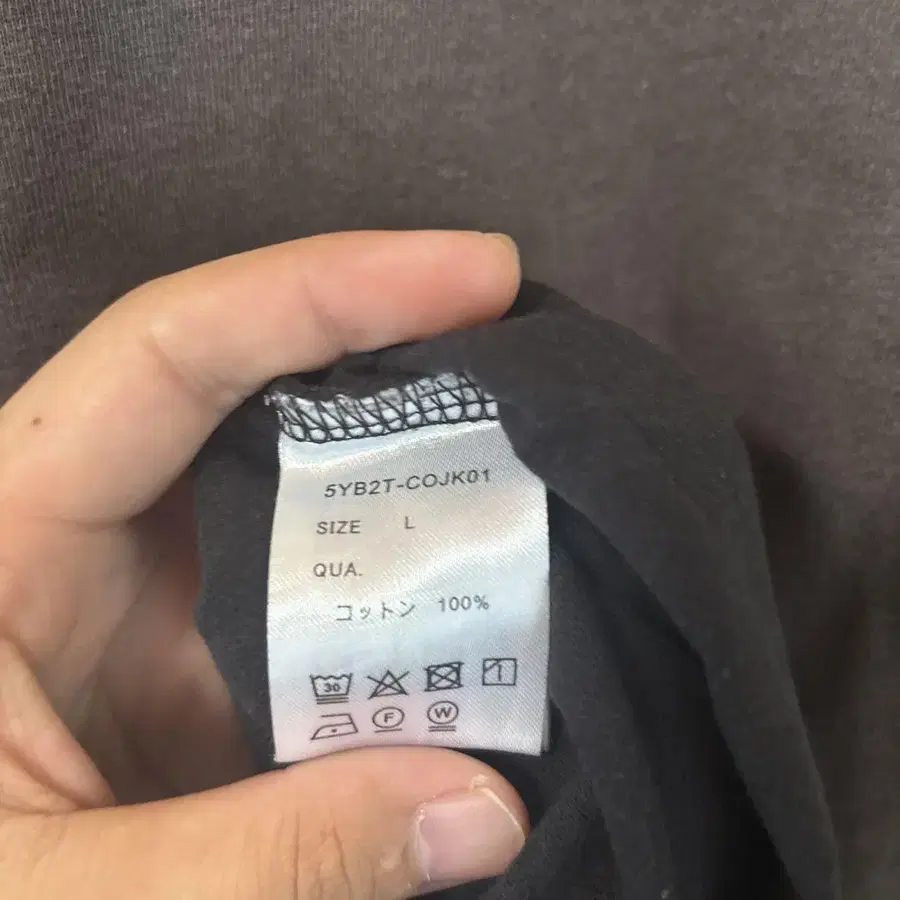 5YB2T-COJK01
SIZE L
QUA.
コットン 100%
30
F W